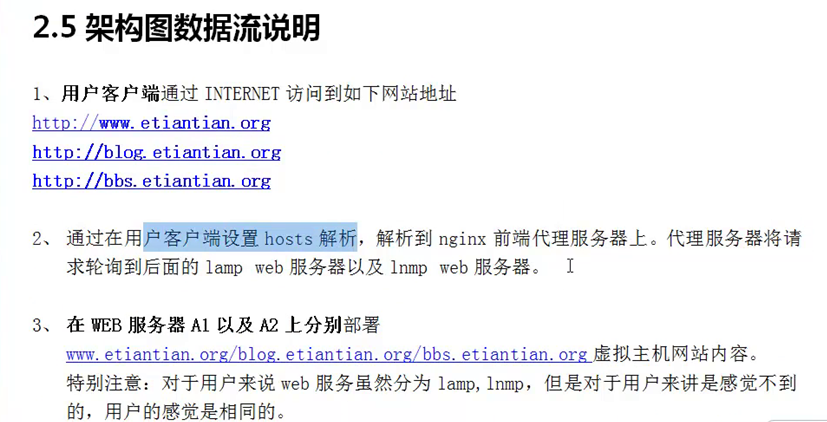 2.5 架构图数据流说明
1、用户客户端通过 INTERNET 访问到如下网站地址
http://www.etiantian.org
http://blog.etiantian.org
http://bbs.etiantian.org
2、 通过在用户客户端设置 hosts 解析，解析到 nginx 前端代理服务器上。代理服务器将请
求轮询到后面的 lamp web 服务器以及 lnmp web 服务器。
3、 在 WEB 服务器 A1 以及 A2 上分别部署
www.etiantian.org/blog.etiantian.org/bbs.etiantian.org 虚拟主机网站内容。
特别注意：对于用户来说 web 服务虽然分为 lamp,lnmp，但是对于用户来讲是感觉不到
的，用户的感觉是相同的。